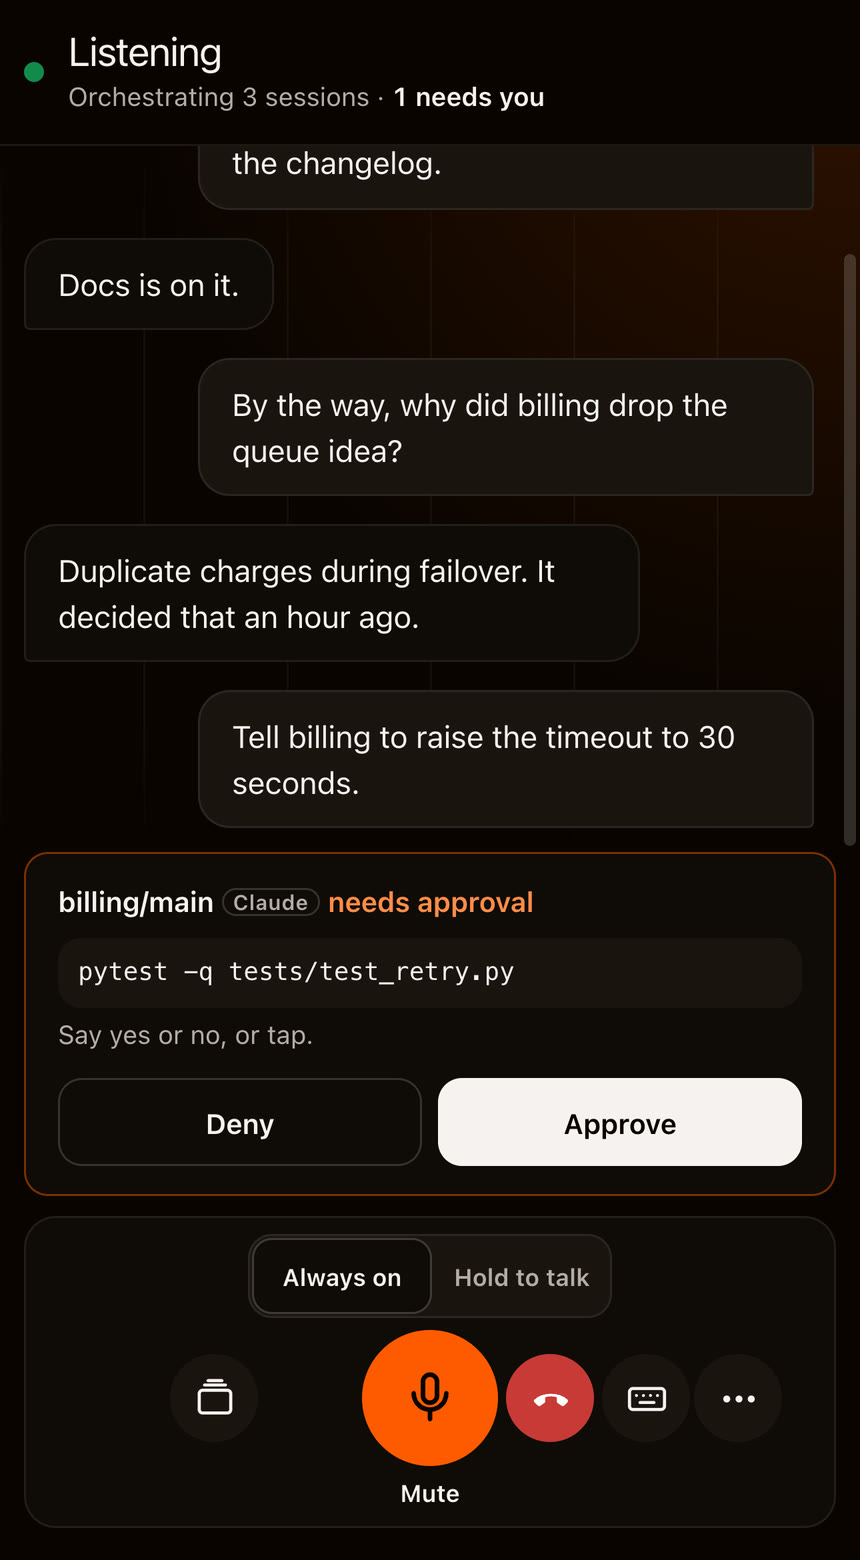 Listening
Orchestrating 3 sessions · 1 needs you
the changelog.
Docs is on it.
By the way, why did billing drop the
queue idea?
Duplicate charges during failover. It
decided that an hour ago.
Tell billing to raise the timeout to 30
seconds.
billing/main Claude needs approval
pytest -q tests/test_retry.py
Say yes or no, or tap.
Deny Approve
Always on Hold to talk
Mute